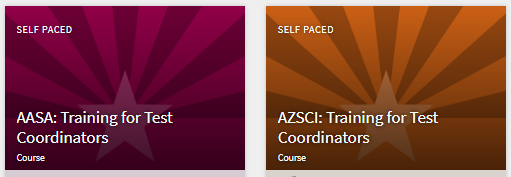 SELF PACED
AASA: Training for Test
Coordinators
Course
SELF PACED
AZSCI: Training for Test
Coordinators
Course